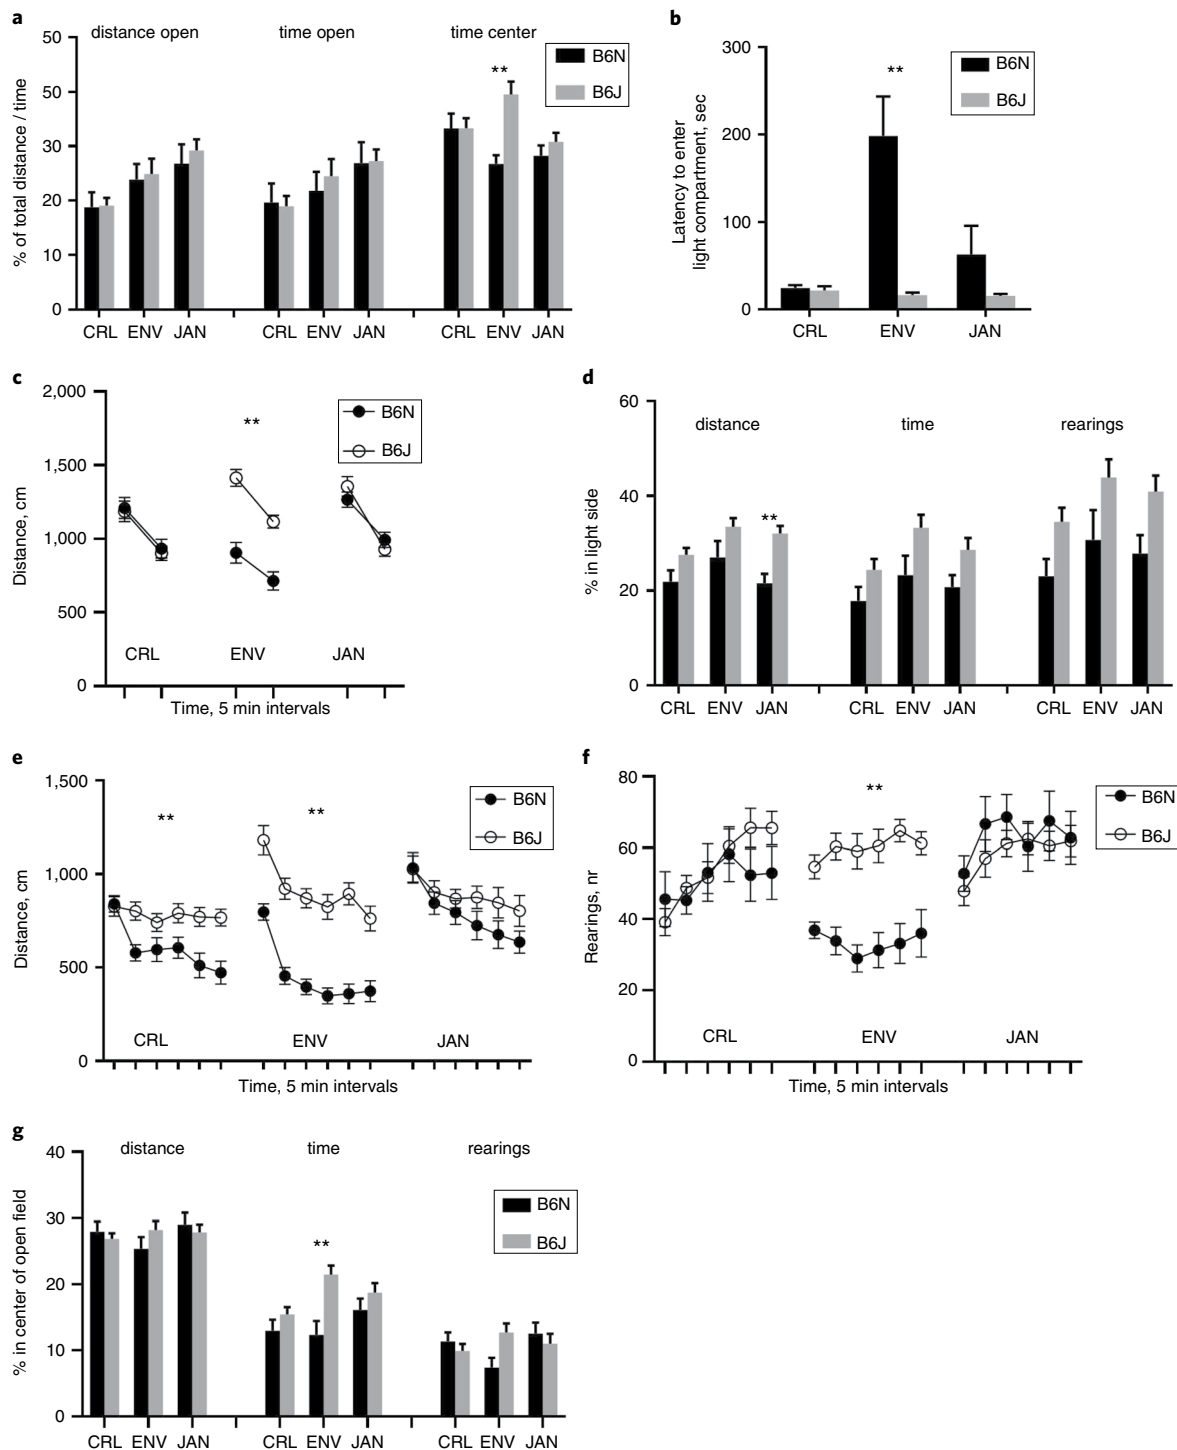 a
distance open time open time center
% of total distance / time
50
50
30
20
10
0
B6N
B6J
**
CRL ENV JAN CRL ENV JAN CRL ENV JAN
b
Latency to enter
light compartment, sec
300
200
100
0
**
B6N
B6J
CRL ENV JAN
c
Distance, cm
2,000
1,500
1,000
500
0
**
B6N
B6J
CRL ENV JAN
Time, 5 min intervals
d
% in light side
60
40
20
0
distance time rearings
**
CRL ENV JAN CRL ENV JAN CRL ENV JAN
e
Distance, cm
1,500
1,000
500
0
** **
B6N
B6J
CRL ENV JAN
Time, 5 min intervals
f
Rearings, nr
80
60
40
20
0
**
B6N
B6J
CRL ENV JAN
Time, 5 min intervals
g
% in center of open field
40
30
20
10
0
distance time rearings
**
B6N
B6J
CRL ENV JAN CRL ENV JAN CRL ENV JAN